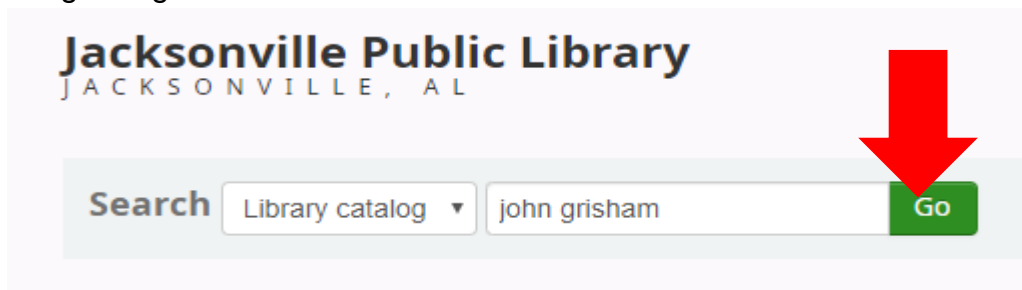 Jacksonville Public Library
JACKSONVILLE, AL
Search Library catalog john grisham Go